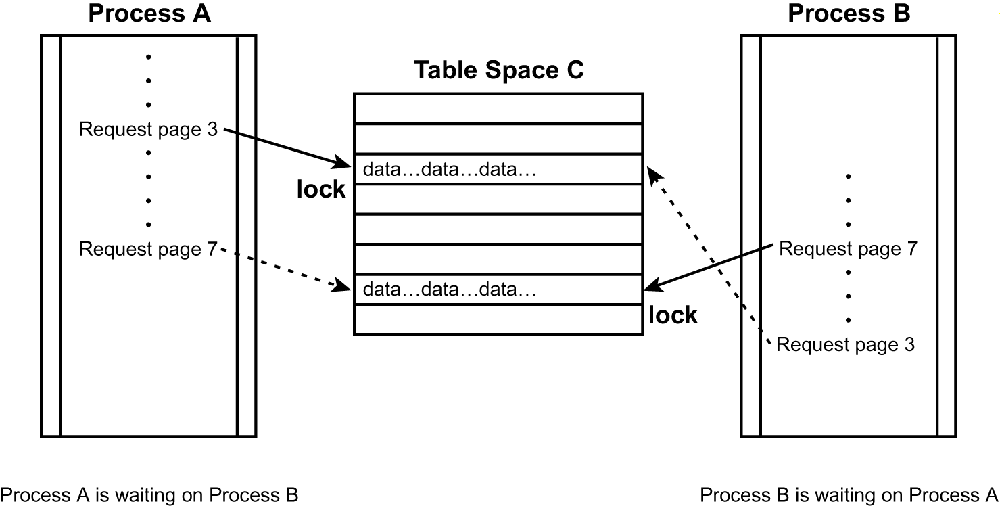 Process A
Process B
Table Space C
Request page 3
data…data…data…
lock
Request page 7
Request page 7
data…data…data…
lock
Request page 3
Process A is waiting on Process B
Process B is waiting on Process A